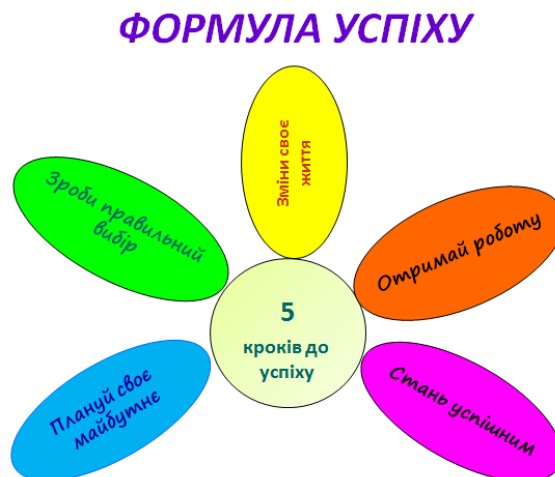 ФОРМУЛА УСПІХУ
Зміни своє
життя
Зроби правильний
вибір
Отримай роботу
5
кроків до
успіху
Плануй своє
майбутнє
Стань успішним